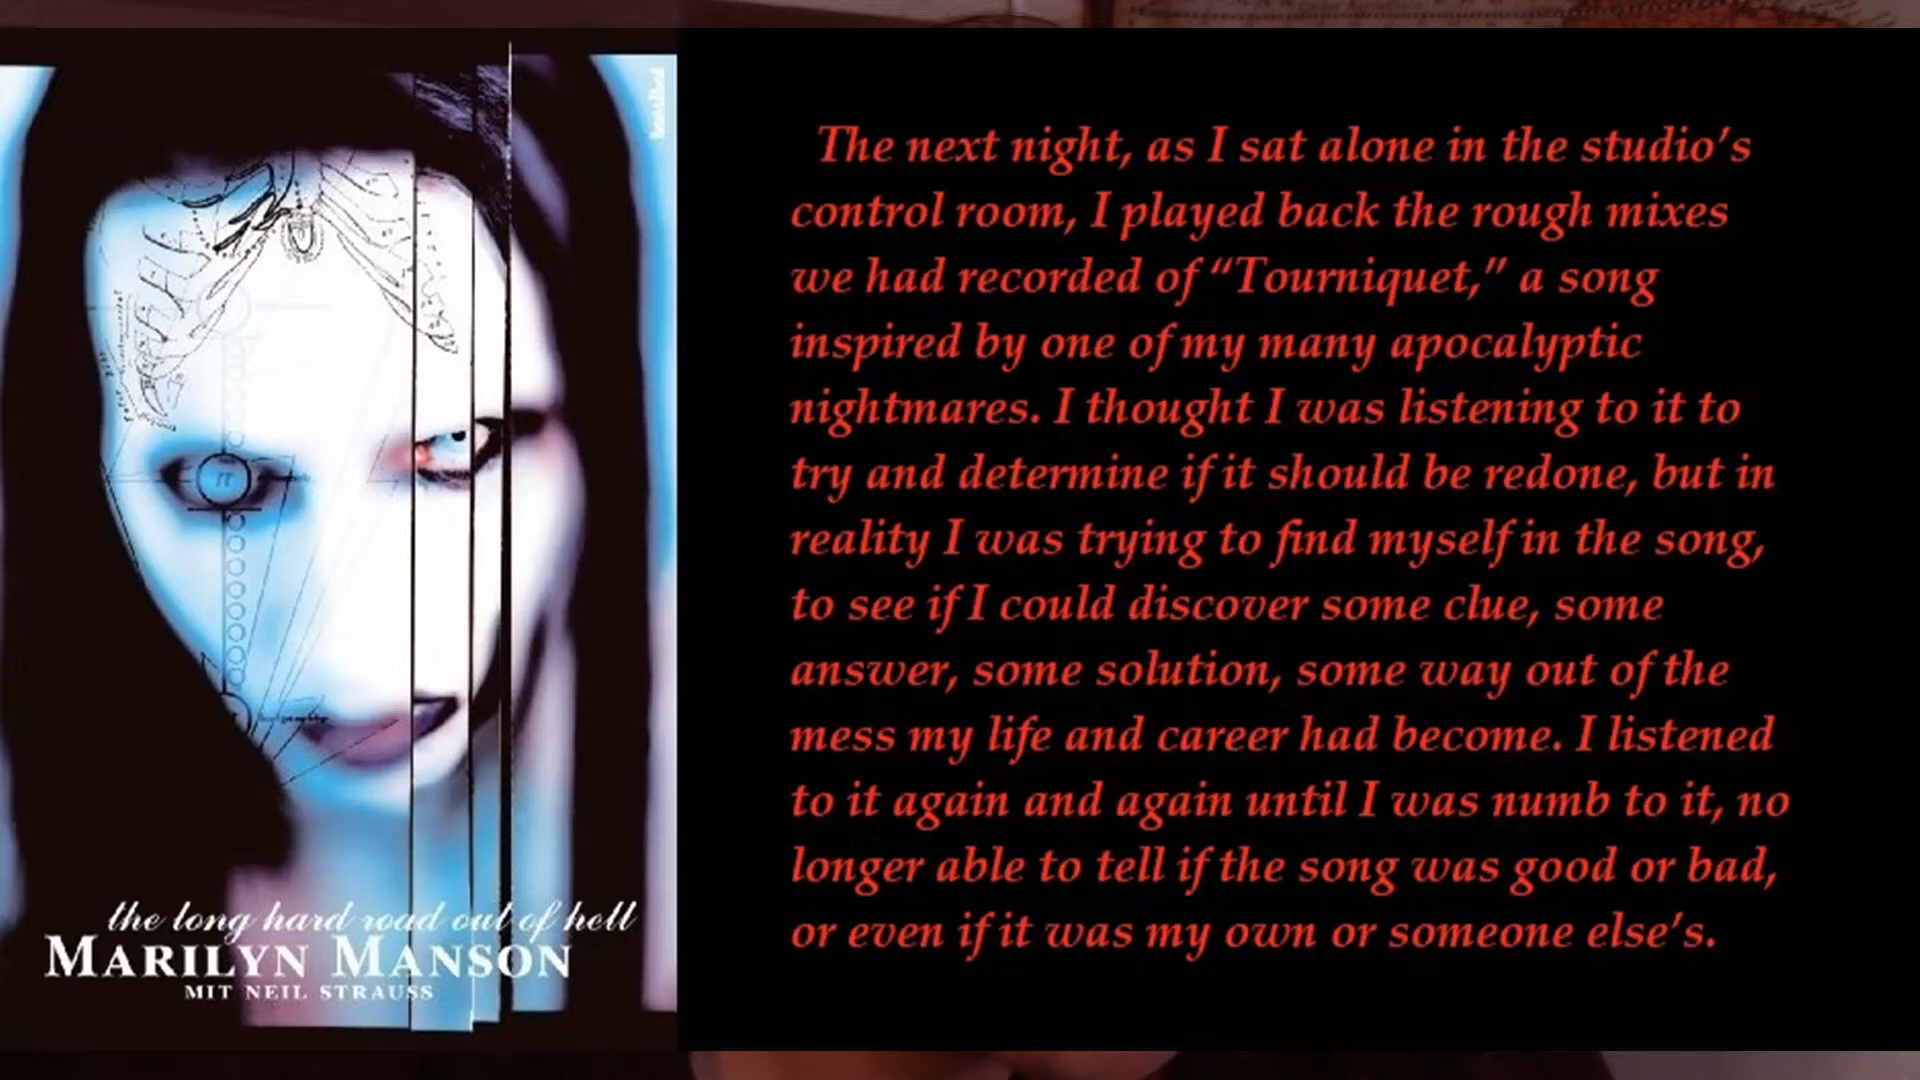 the long hard road out of hell
MARILYN MANSON
MIT NEIL STRAUSS
The next night, as I sat alone in the studio’s
control room, I played back the rough mixes
we had recorded of “Tourniquet,” a song
inspired by one of my many apocalyptic
nightmares. I thought I was listening to it to
try and determine if it should be redone, but in
reality I was trying to find myself in the song,
to see if I could discover some clue, some
answer, some solution, some way out of the
mess my life and career had become. I listened
to it again and again until I was numb to it, no
longer able to tell if the song was good or bad,
or even if it was my own or someone else’s.